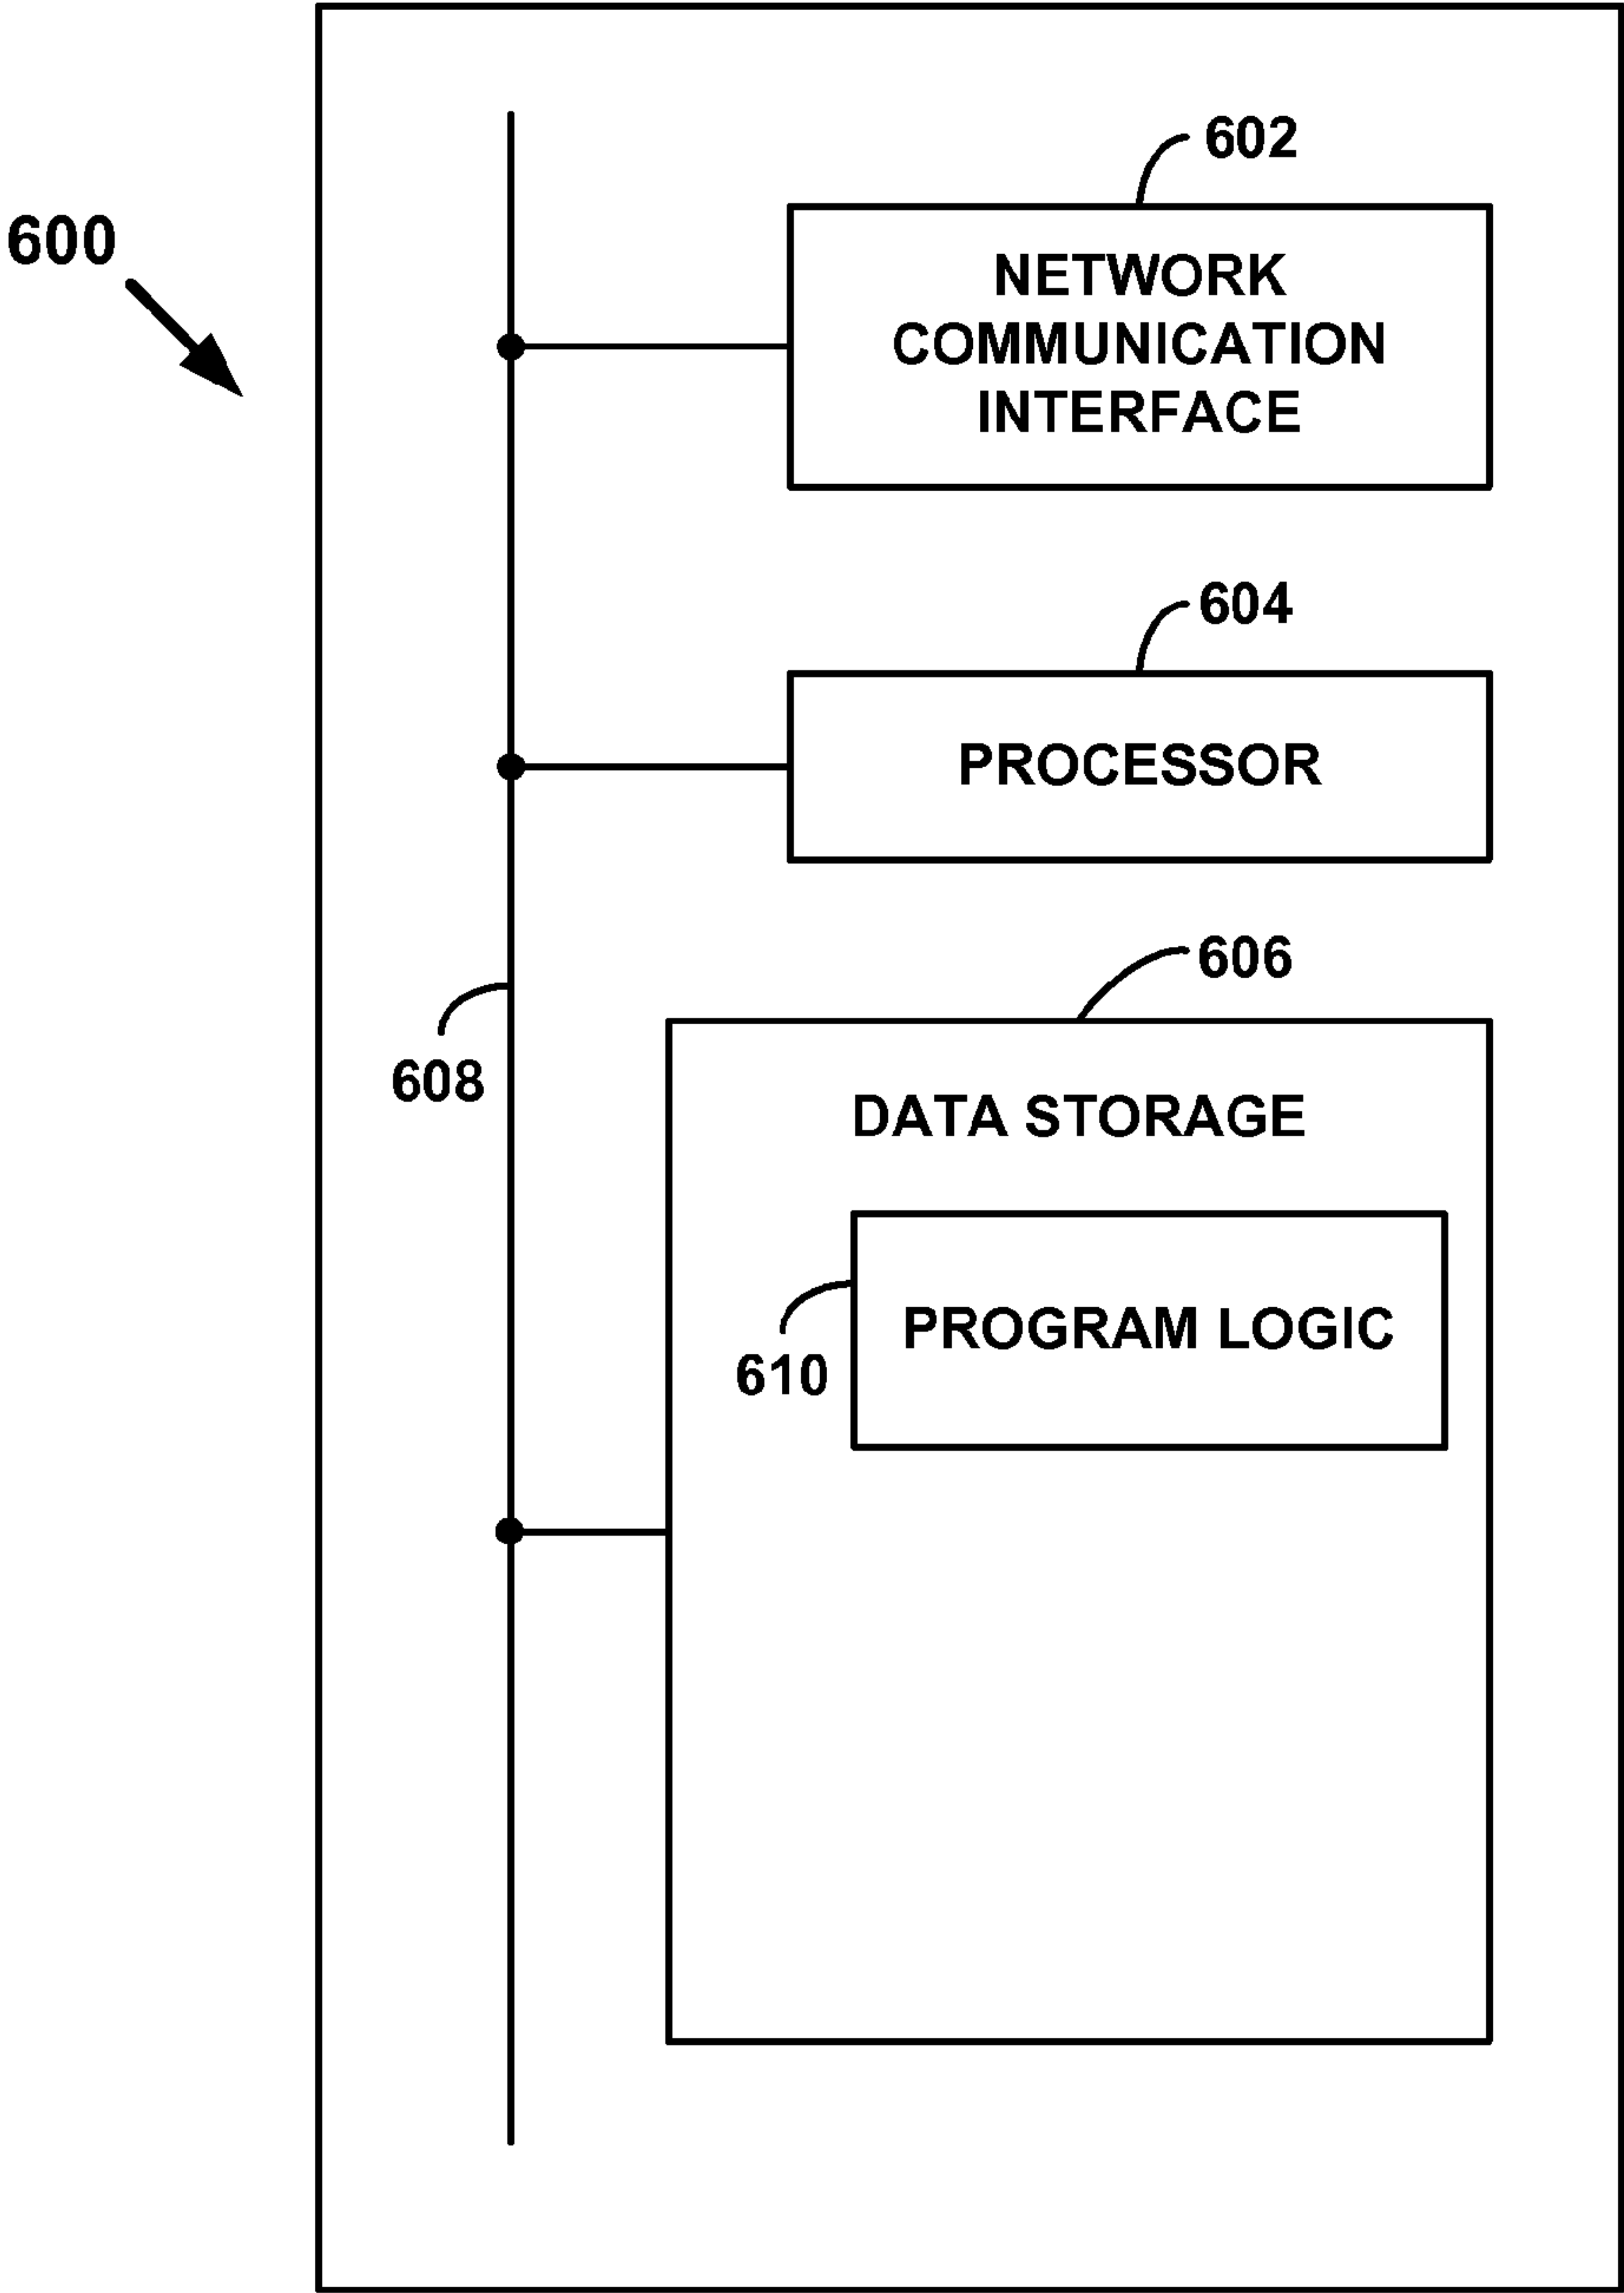 600
602
NETWORK
COMMUNICATION
INTERFACE
604
PROCESSOR
606
608
DATA STORAGE
PROGRAM LOGIC
610